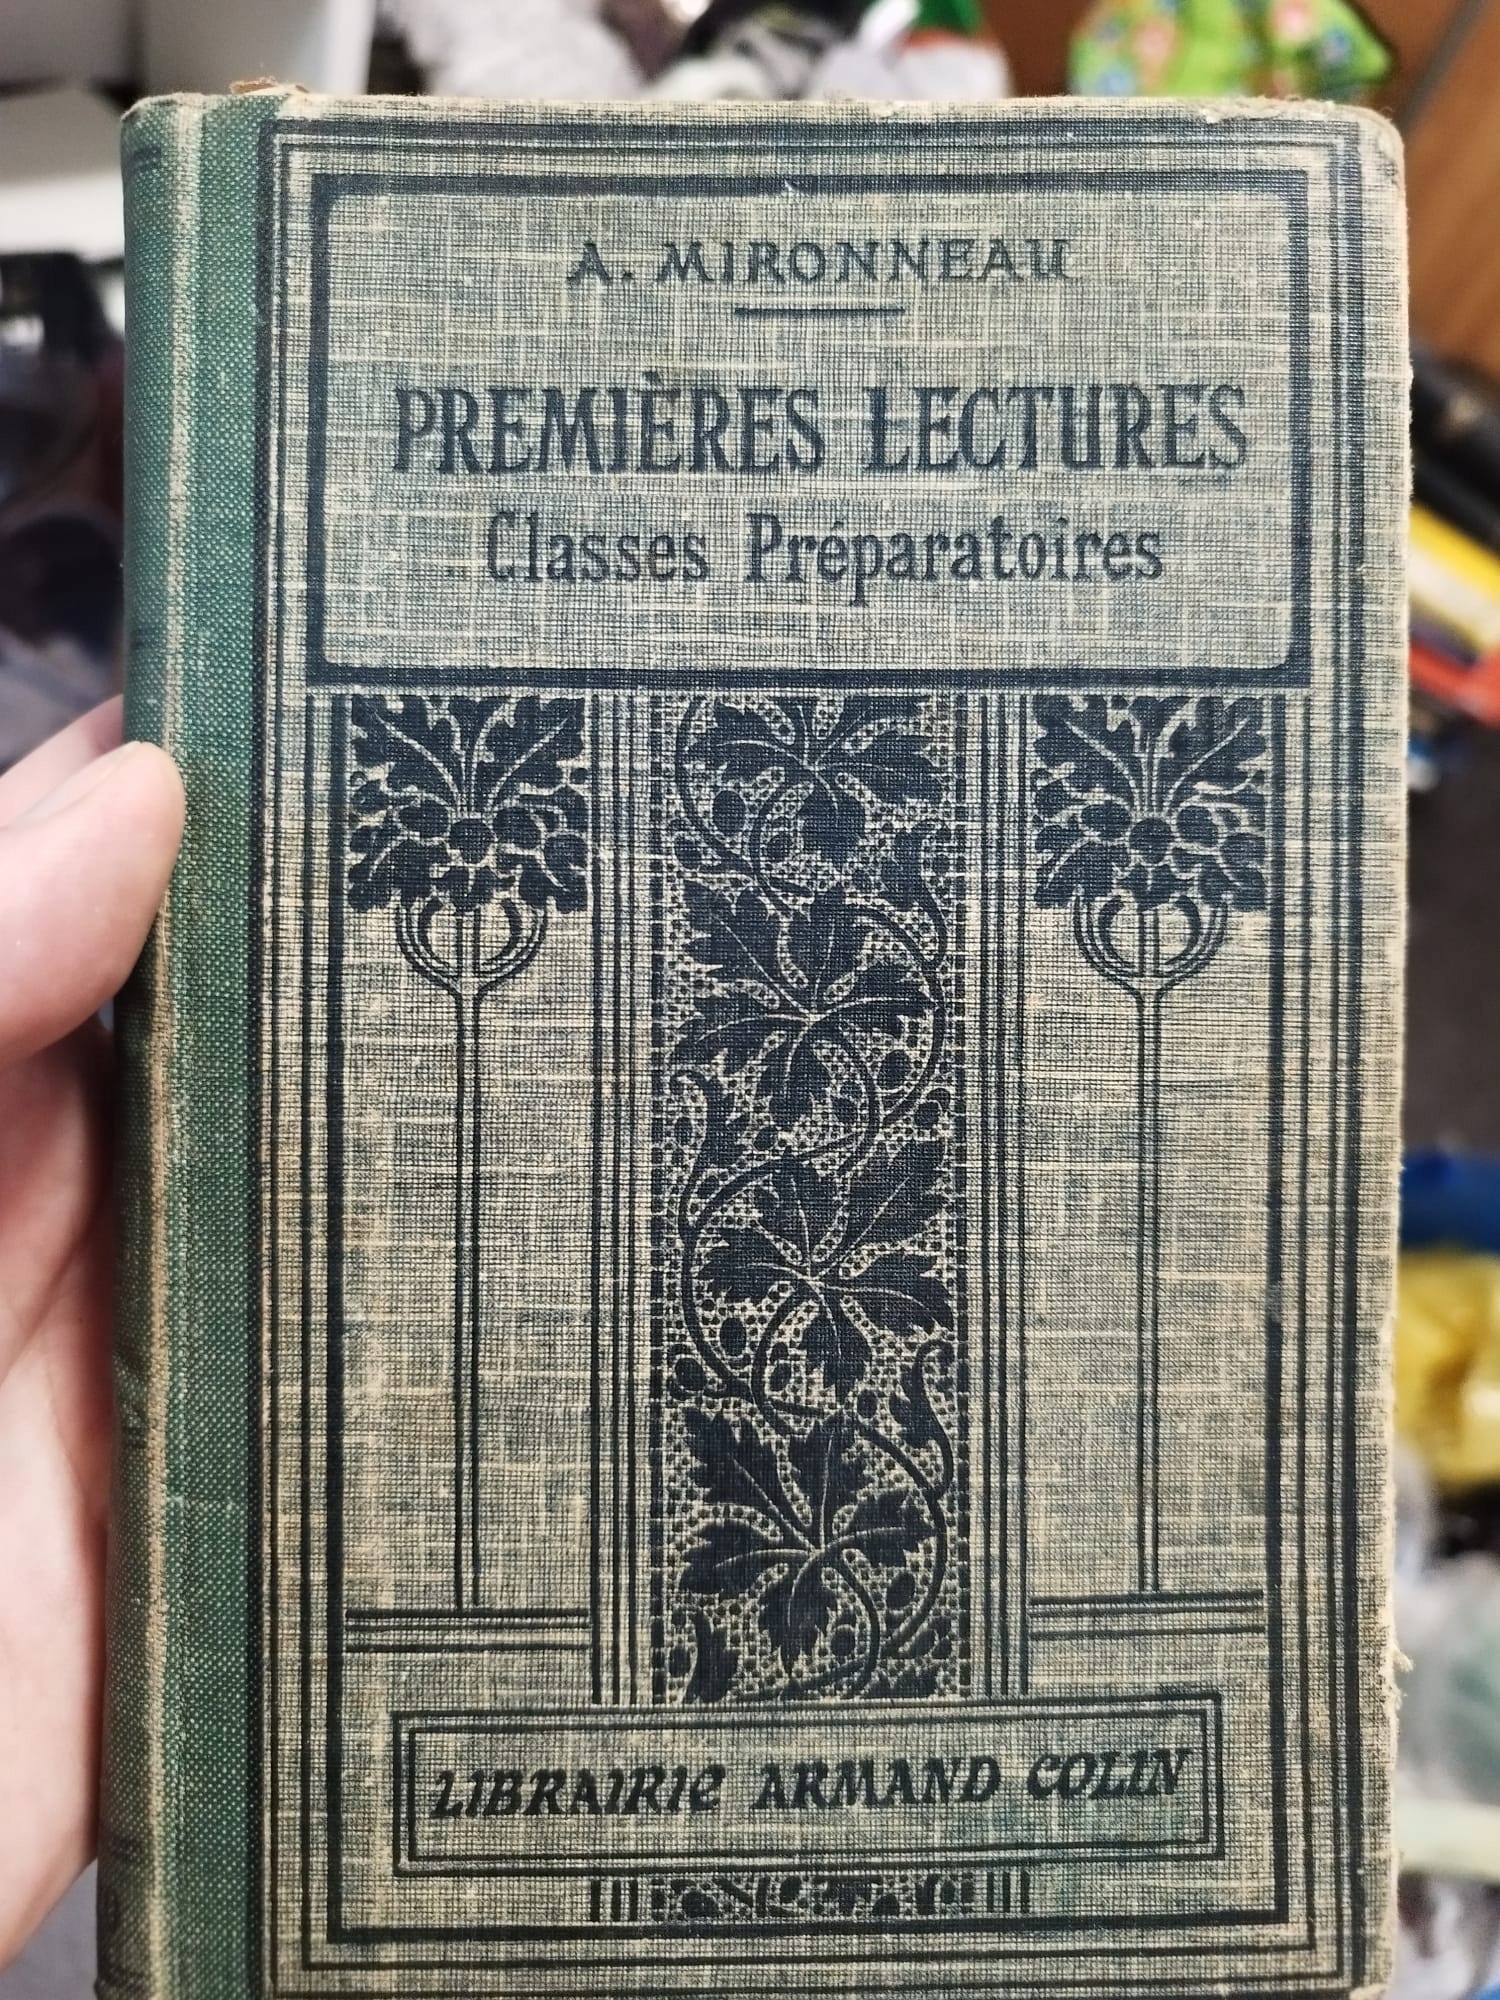 A. MIRONNEAU
PREMIÈRES LECTURES
Classes Préparatoires
LIBRAIRIE ARMAND COLIN